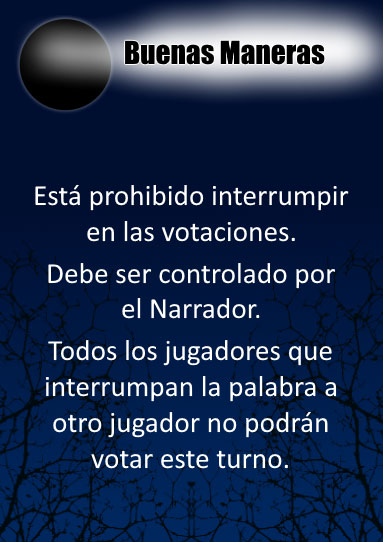 Buenas Maneras
Está prohibido interrumpir
en las votaciones.
Debe ser controlado por
el Narrador.
Todos los jugadores que
interrumpan la palabra a
otro jugador no podrán
votar este turno.